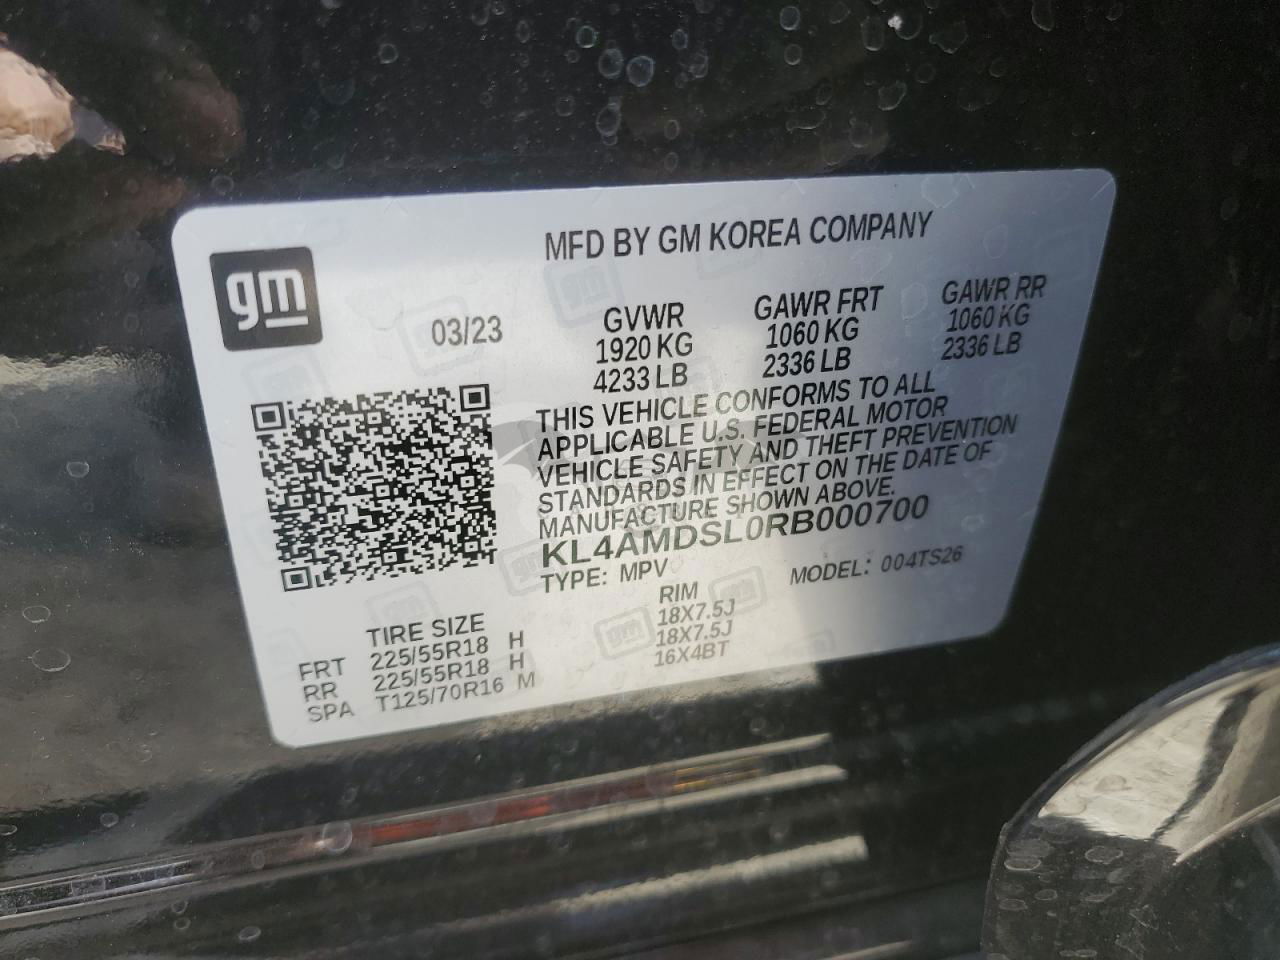 MFD BY GM KOREA COMPANY
gm
03/23
GVWR GAWR FRT GAWR RR
1920 KG 1060 KG 1060 KG
4233 LB 2336 LB 2336 LB
THIS VEHICLE CONFORMS TO ALL
APPLICABLE U.S. FEDERAL MOTOR
VEHICLE SAFETY AND THEFT PREVENTION
STANDARDS IN EFFECT ON THE DATE OF
MANUFACTURE SHOWN ABOVE.
KL4AMDSL0RB000700
TYPE: MPV MODEL: 004TS26
TIRE SIZE RIM
FRT 225/55R18 H 18X7.5J
RR 225/55R18 H 18X7.5J
SPA T125/70R16 M 16X4BT